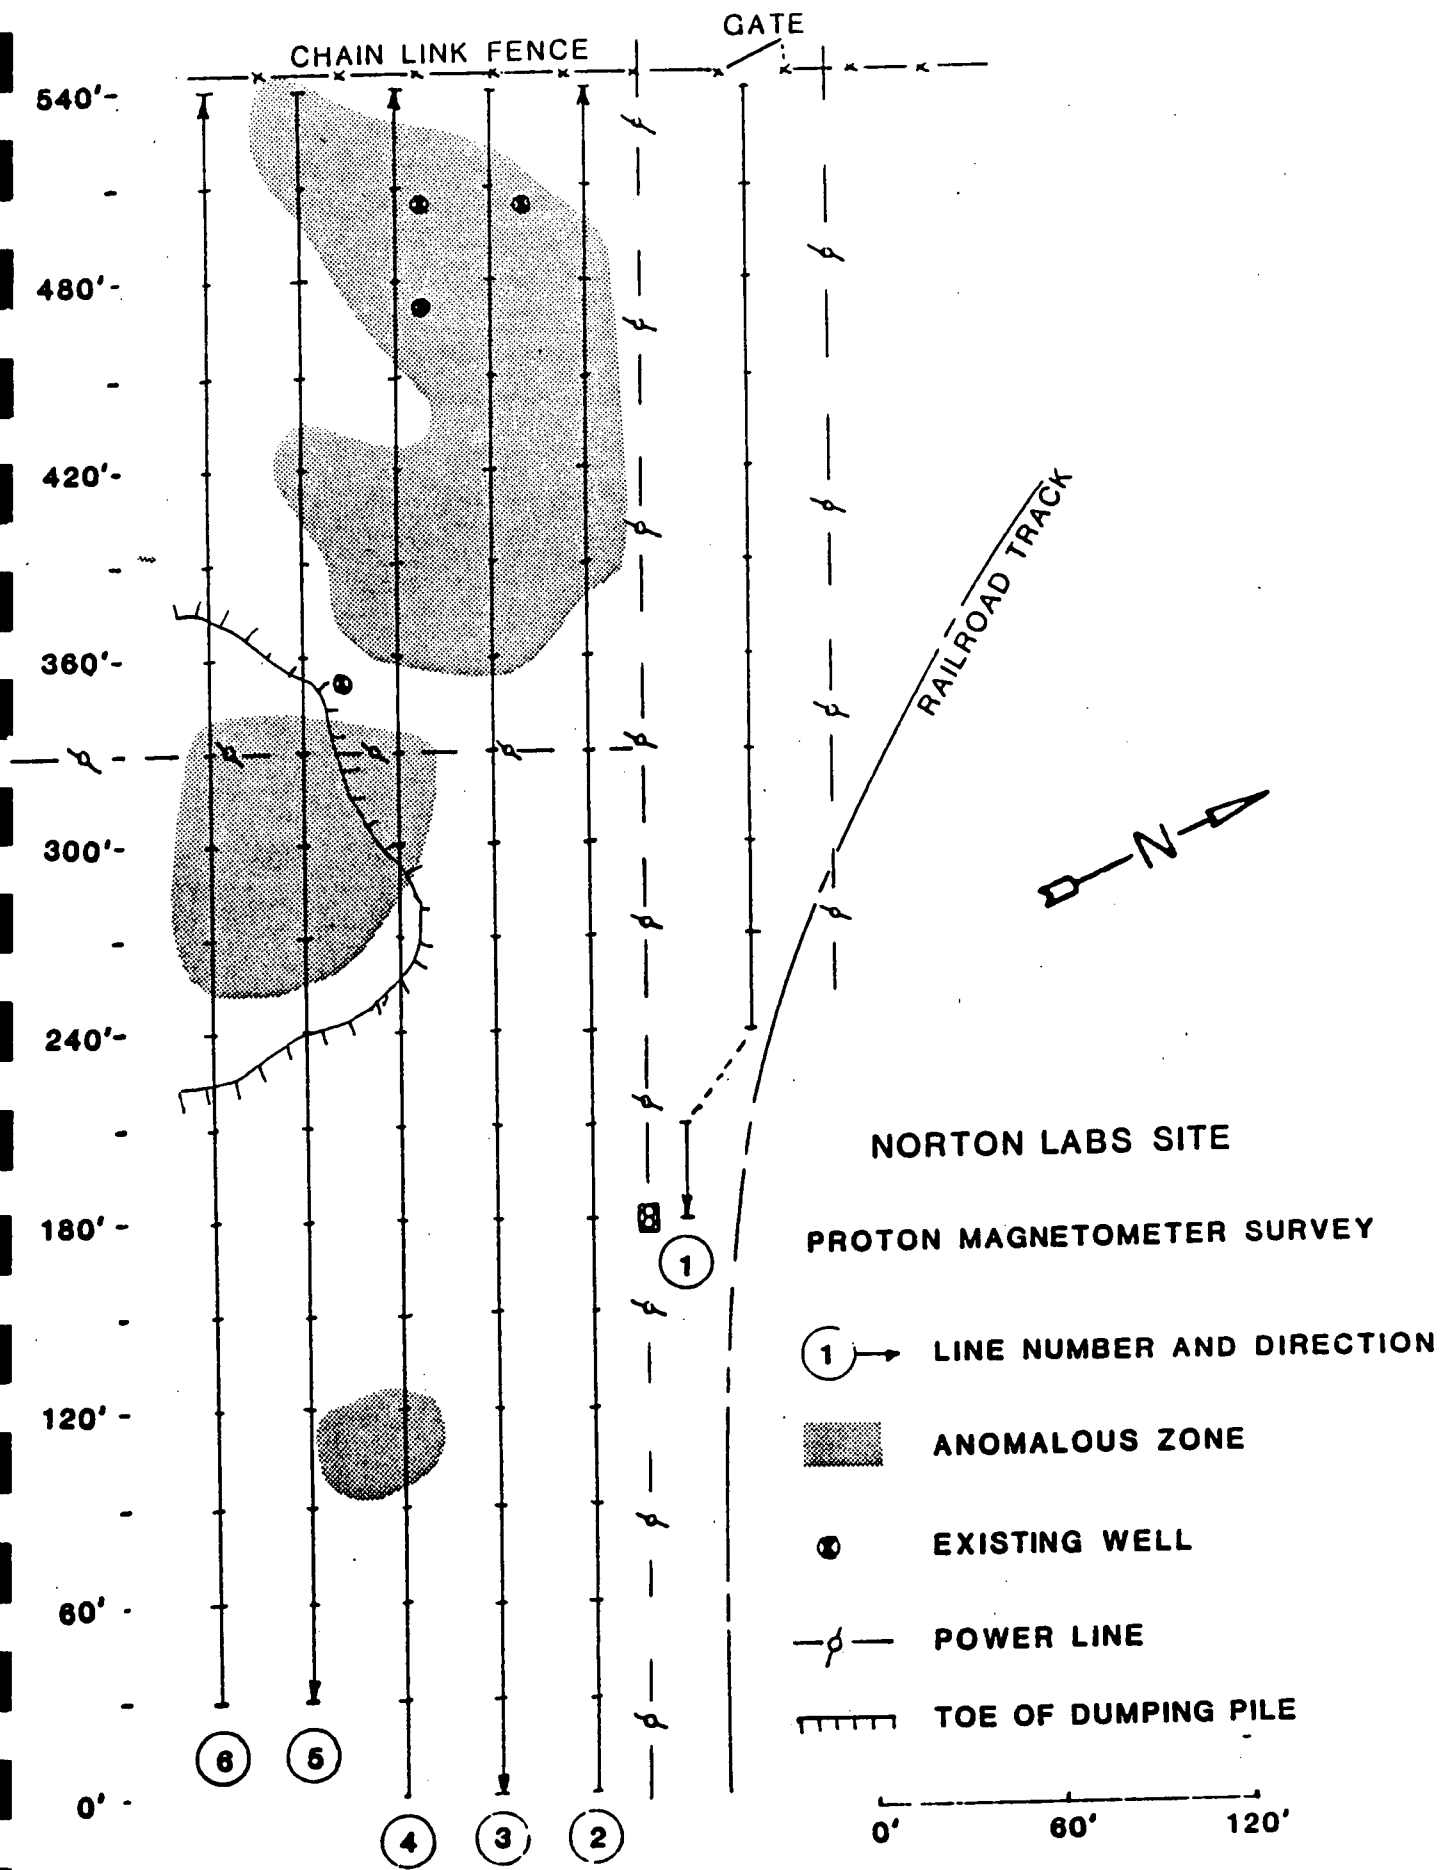 GATE
CHAIN LINK FENCE
540'-
480'-
420'-
360'-
300'-
240'-
180'-
120'-
60'-
0'-
RAILROAD TRACK
N
NORTON LABS SITE
PROTON MAGNETOMETER SURVEY
1 LINE NUMBER AND DIRECTION
ANOMALOUS ZONE
EXISTING WELL
POWER LINE
TOE OF DUMPING PILE
1
6
5
4
3
2
0' 60' 120'